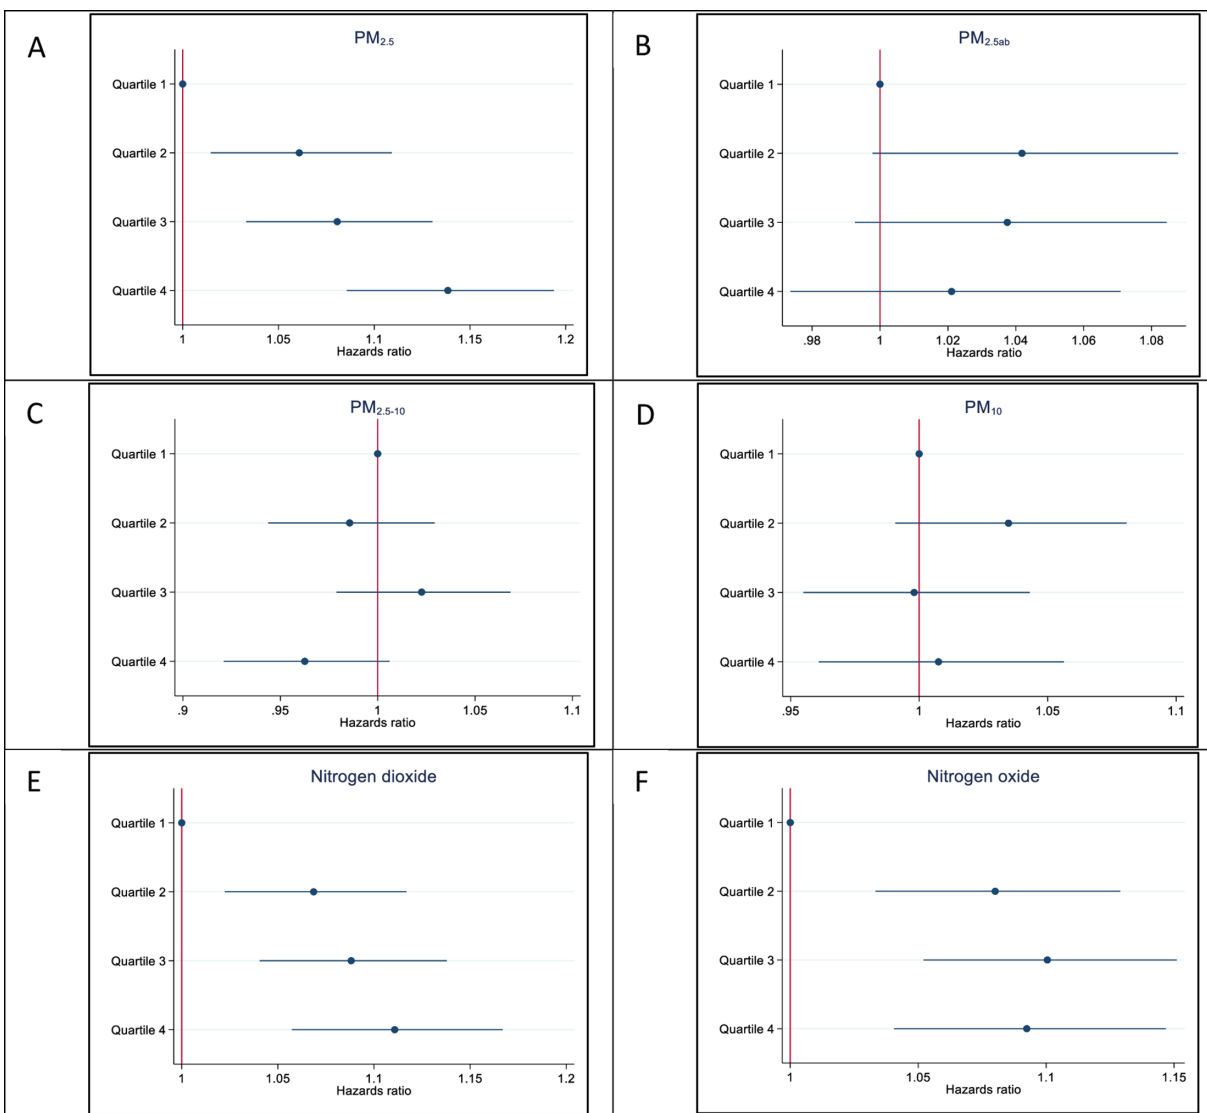 A
PM2.5
Quartile 1
Quartile 2
Quartile 3
Quartile 4
1 1.05 1.1 1.15 1.2
Hazards ratio
B
PM2.5ab
Quartile 1
Quartile 2
Quartile 3
Quartile 4
.98 1 1.02 1.04 1.06 1.08
Hazards ratio
C
PM2.5-10
Quartile 1
Quartile 2
Quartile 3
Quartile 4
.9 .95 1 1.05 1.1
Hazards ratio
D
PM10
Quartile 1
Quartile 2
Quartile 3
Quartile 4
.95 1 1.05 1.1
Hazards ratio
E
Nitrogen dioxide
Quartile 1
Quartile 2
Quartile 3
Quartile 4
1 1.05 1.1 1.15 1.2
Hazards ratio
F
Nitrogen oxide
Quartile 1
Quartile 2
Quartile 3
Quartile 4
1 1.05 1.1 1.15
Hazards ratio